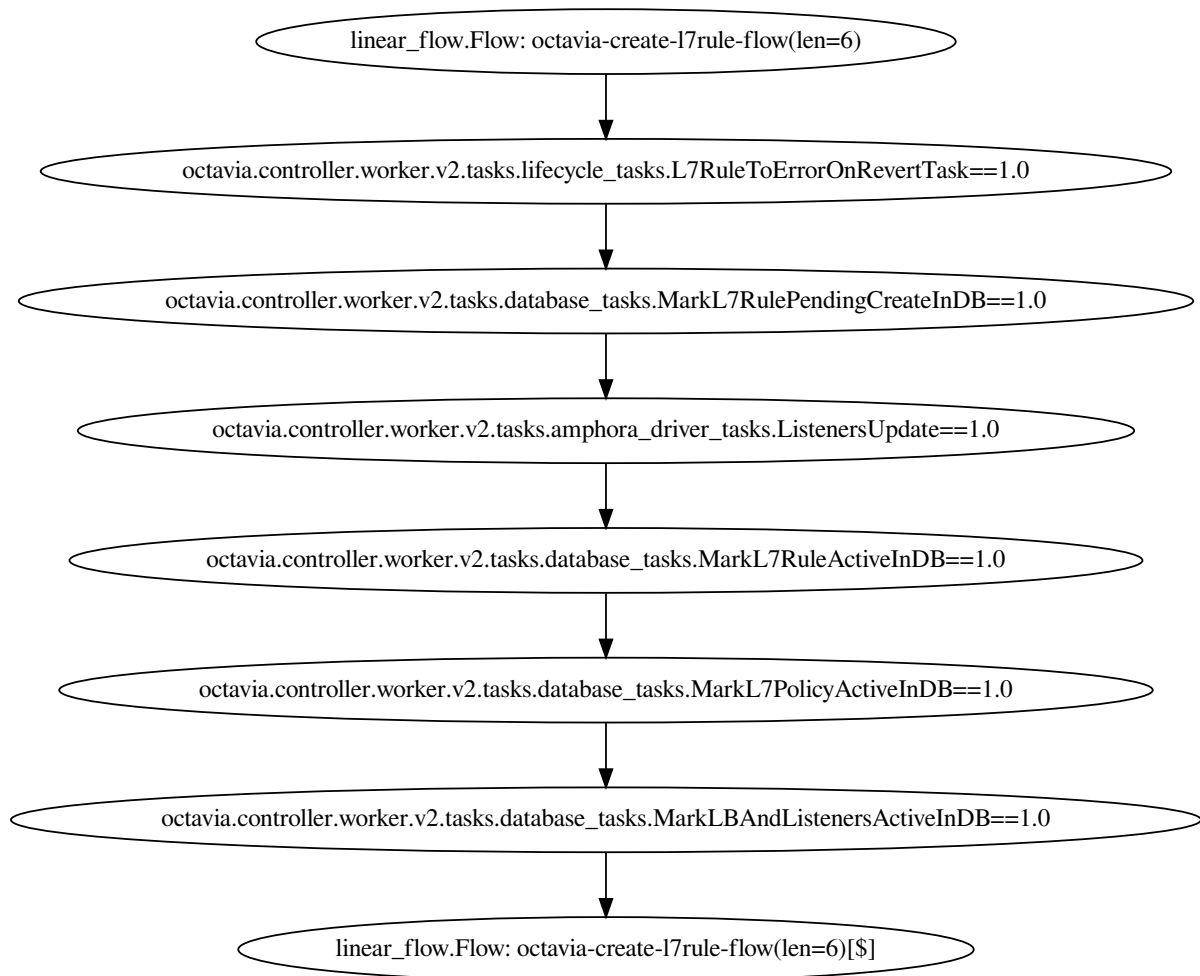 linear_flow.Flow: octavia-create-l7rule-flow(len=6)
octavia.controller.worker.v2.tasks.lifecycle_tasks.L7RuleToErrorOnRevertTask==1.0
octavia.controller.worker.v2.tasks.database_tasks.MarkL7RulePendingCreateInDB==1.0
octavia.controller.worker.v2.tasks.amphora_driver_tasks.ListenersUpdate==1.0
octavia.controller.worker.v2.tasks.database_tasks.MarkL7RuleActiveInDB==1.0
octavia.controller.worker.v2.tasks.database_tasks.MarkL7PolicyActiveInDB==1.0
octavia.controller.worker.v2.tasks.database_tasks.MarkLBAndListenersActiveInDB==1.0
linear_flow.Flow: octavia-create-l7rule-flow(len=6)[$]